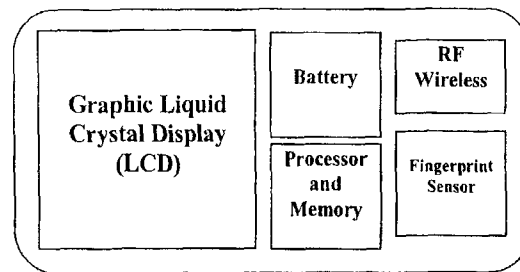 Graphic Liquid
Crystal Display
(LCD)
Battery
RF
Wireless
Processor
and
Memory
Fingerprint
Sensor